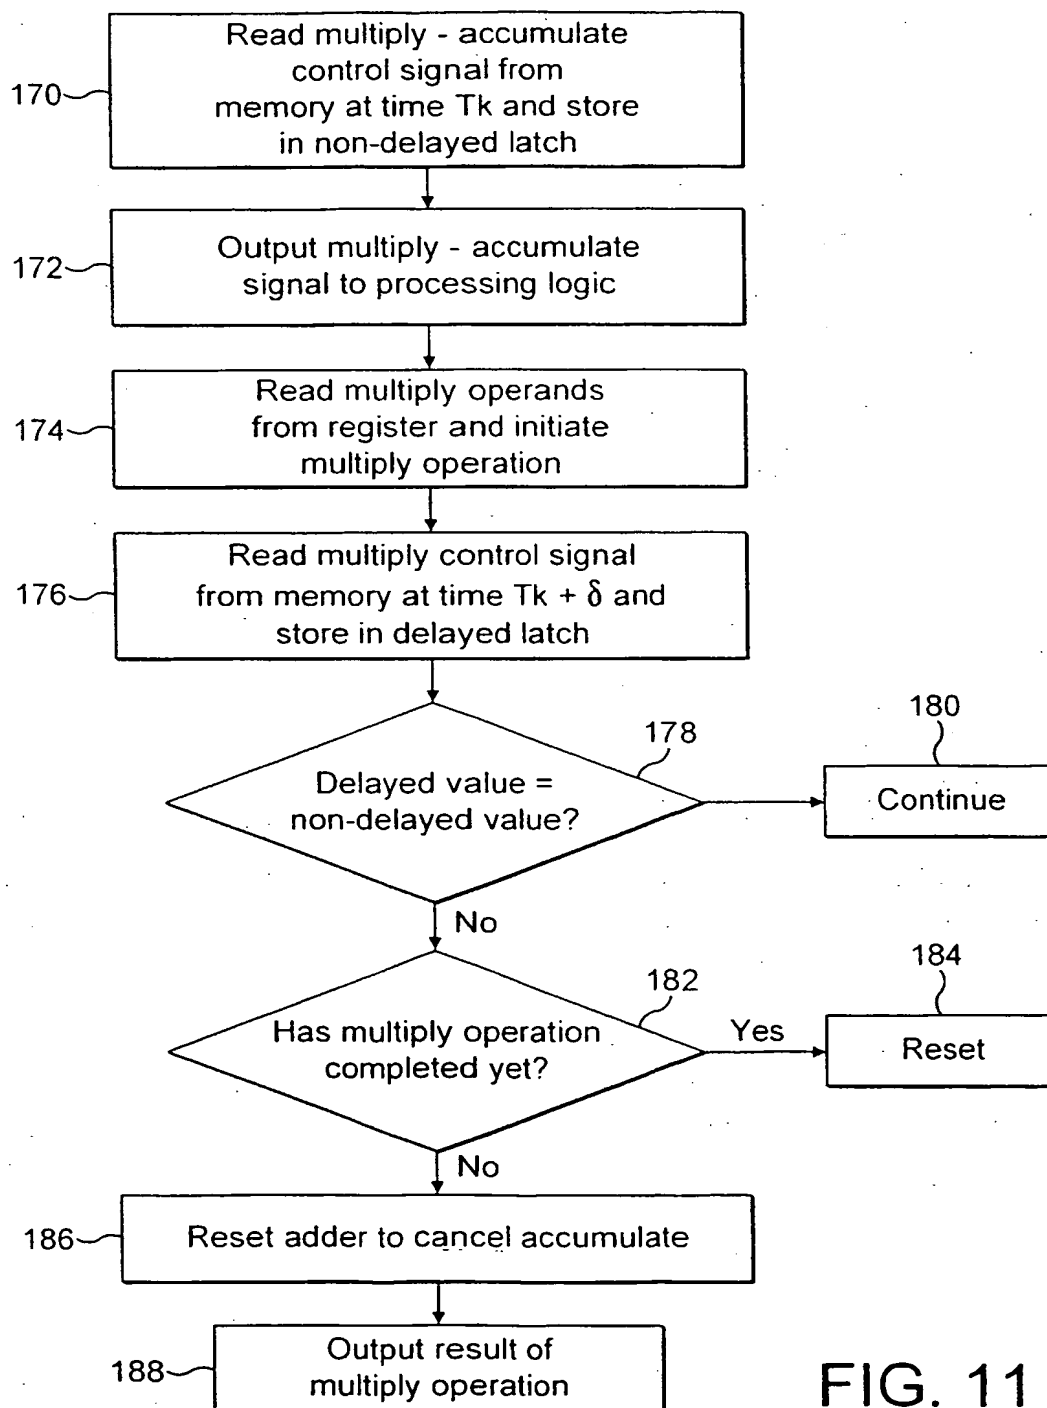 Read multiply - accumulate
control signal from
memory at time Tk and store
in non-delayed latch
170
Output multiply - accumulate
signal to processing logic
172
Read multiply operands
from register and initiate
multiply operation
174
Read multiply control signal
from memory at time Tk + δ and
store in delayed latch
176
Delayed value =
non-delayed value?
178
180
Continue
No
Has multiply operation
completed yet?
182
Yes
184
Reset
No
186
Reset adder to cancel accumulate
188
Output result of
multiply operation
FIG. 11